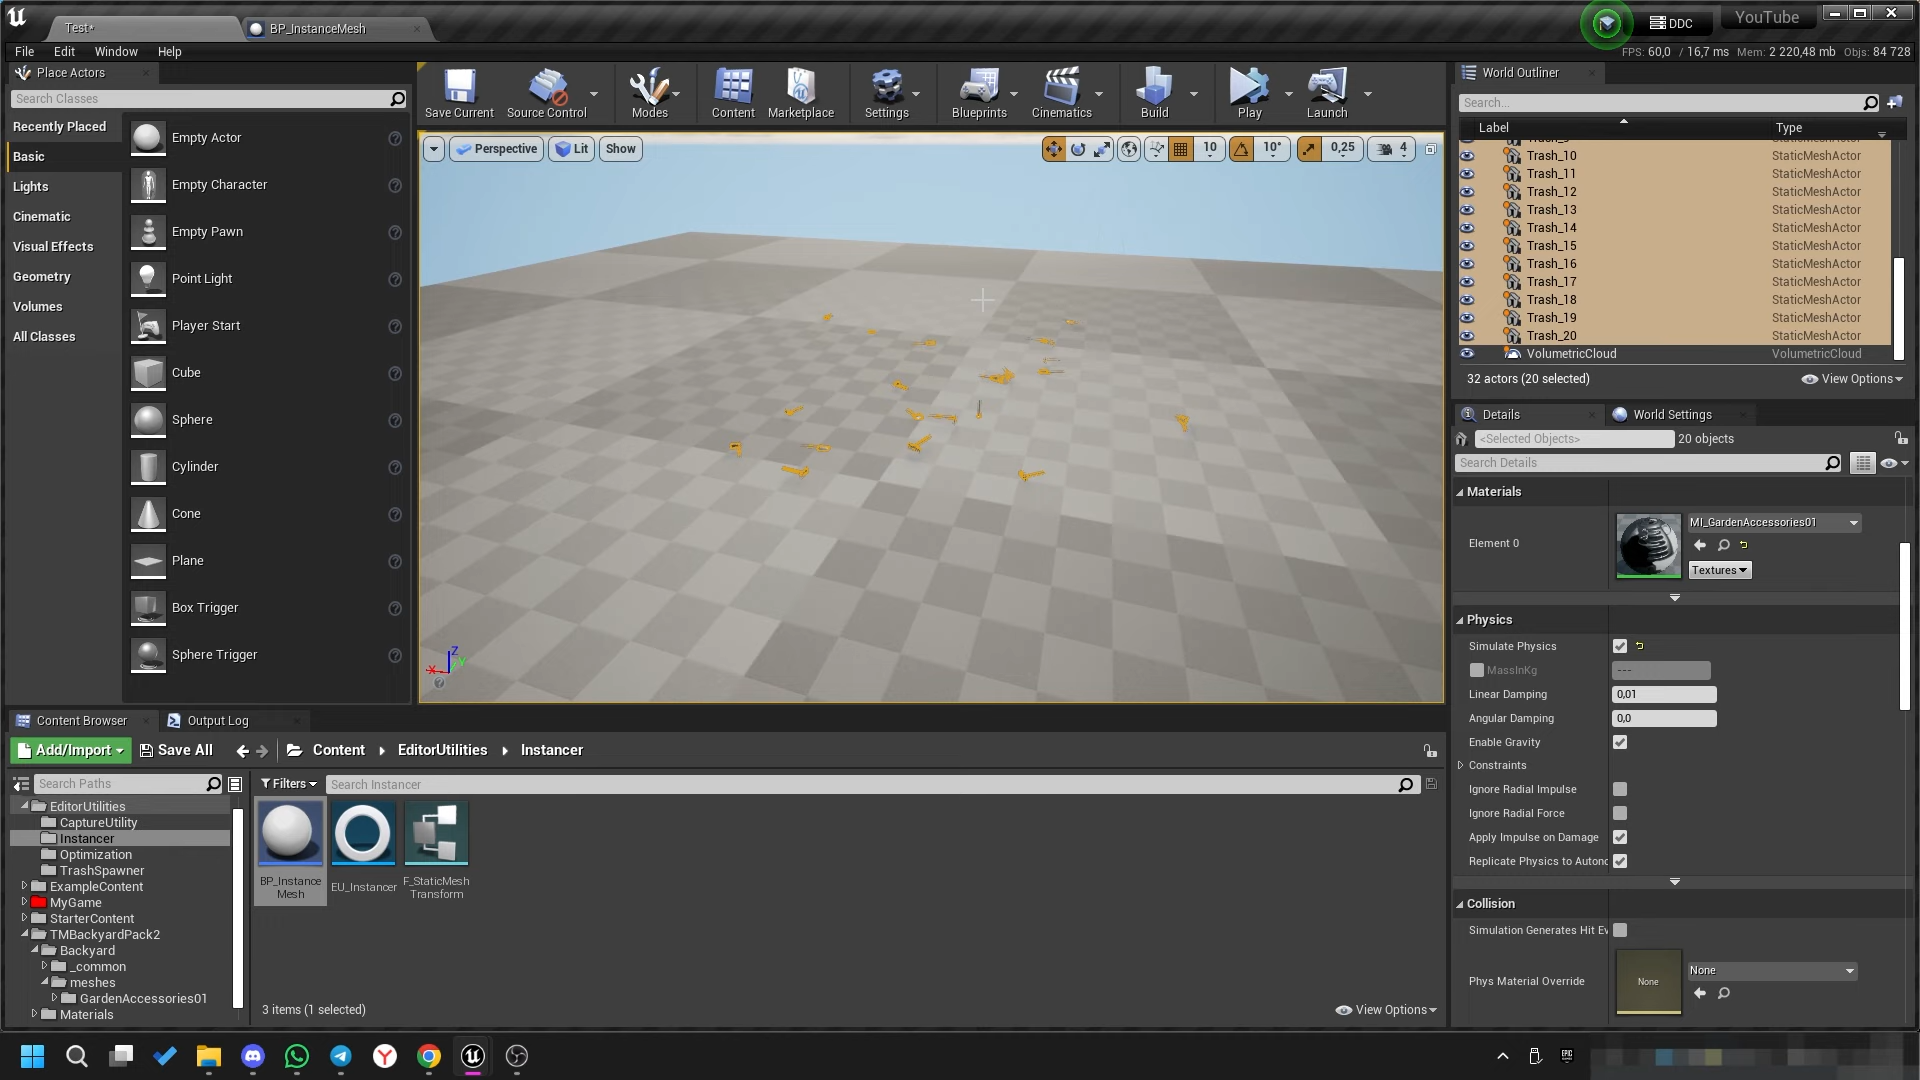 Test*
BP_InstanceMesh
DDC
YouTube
File
Edit
Window
Help
FPS: 60,0 / 16,7 ms Mem: 2 220,48 mb Objs: 84 728
Place Actors
Search Classes
Recently Placed
Basic
Lights
Cinematic
Visual Effects
Geometry
Volumes
All Classes
Empty Actor
Empty Character
Empty Pawn
Point Light
Player Start
Cube
Sphere
Cylinder
Cone
Plane
Box Trigger
Sphere Trigger
Save Current
Source Control
Modes
Content
Marketplace
Settings
Blueprints
Cinematics
Build
Play
Launch
Perspective
Lit
Show
10
10°
0,25
4
Z
X
Y
World Outliner
Search...
Label
Type
Trash_10 StaticMeshActor
Trash_11 StaticMeshActor
Trash_12 StaticMeshActor
Trash_13 StaticMeshActor
Trash_14 StaticMeshActor
Trash_15 StaticMeshActor
Trash_16 StaticMeshActor
Trash_17 StaticMeshActor
Trash_18 StaticMeshActor
Trash_19 StaticMeshActor
Trash_20 StaticMeshActor
VolumetricCloud VolumetricCloud
32 actors (20 selected)
View Options
Details
World Settings
<Selected Objects>
20 objects
Search Details
Materials
Element 0
MI_GardenAccessories01
Textures
Physics
Simulate Physics
MassInKg
---
Linear Damping
0,01
Angular Damping
0,0
Enable Gravity
Constraints
Ignore Radial Impulse
Ignore Radial Force
Apply Impulse on Damage
Replicate Physics to Autono
Collision
Simulation Generates Hit Ev
Phys Material Override
None
None
Content Browser
Output Log
Add/Import
Save All
Content
EditorUtilities
Instancer
Search Paths
Filters
Search Instancer
EditorUtilities
CaptureUtility
Instancer
Optimization
TrashSpawner
ExampleContent
MyGame
StarterContent
TMBackyardPack2
Backyard
_common
meshes
GardenAccessories01
Materials
BP_Instance
Mesh
EU_Instancer
F_StaticMesh
Transform
3 items (1 selected)
View Options
EPIC